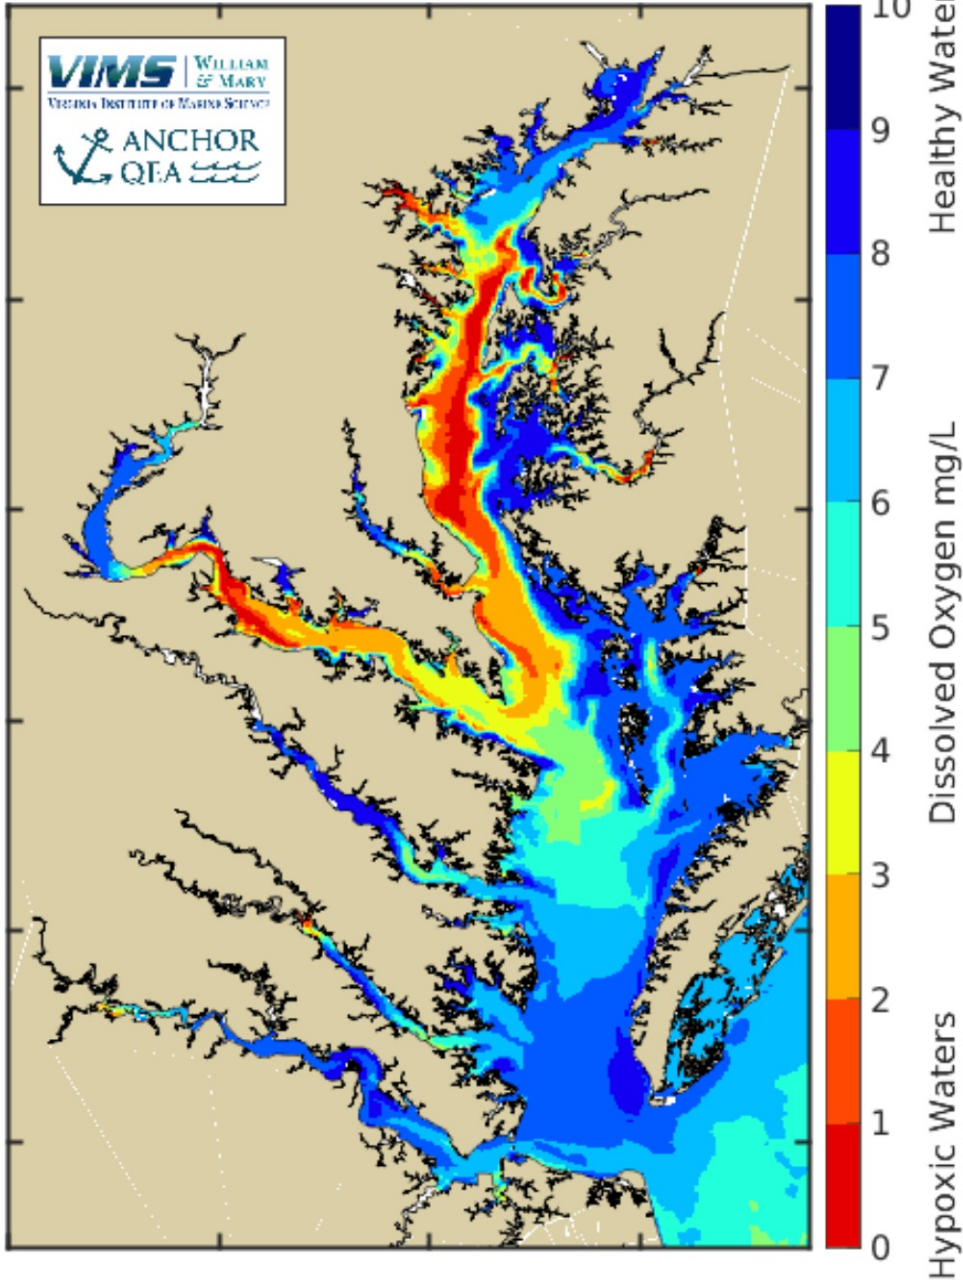 VIMS
WILLIAM
& MARY
VIRGINIA INSTITUTE OF MARINE SCIENCE
ANCHOR
QEA
10
9
8
7
6
5
4
3
2
1
0
Healthy Water
Dissolved Oxygen mg/L
Hypoxic Waters